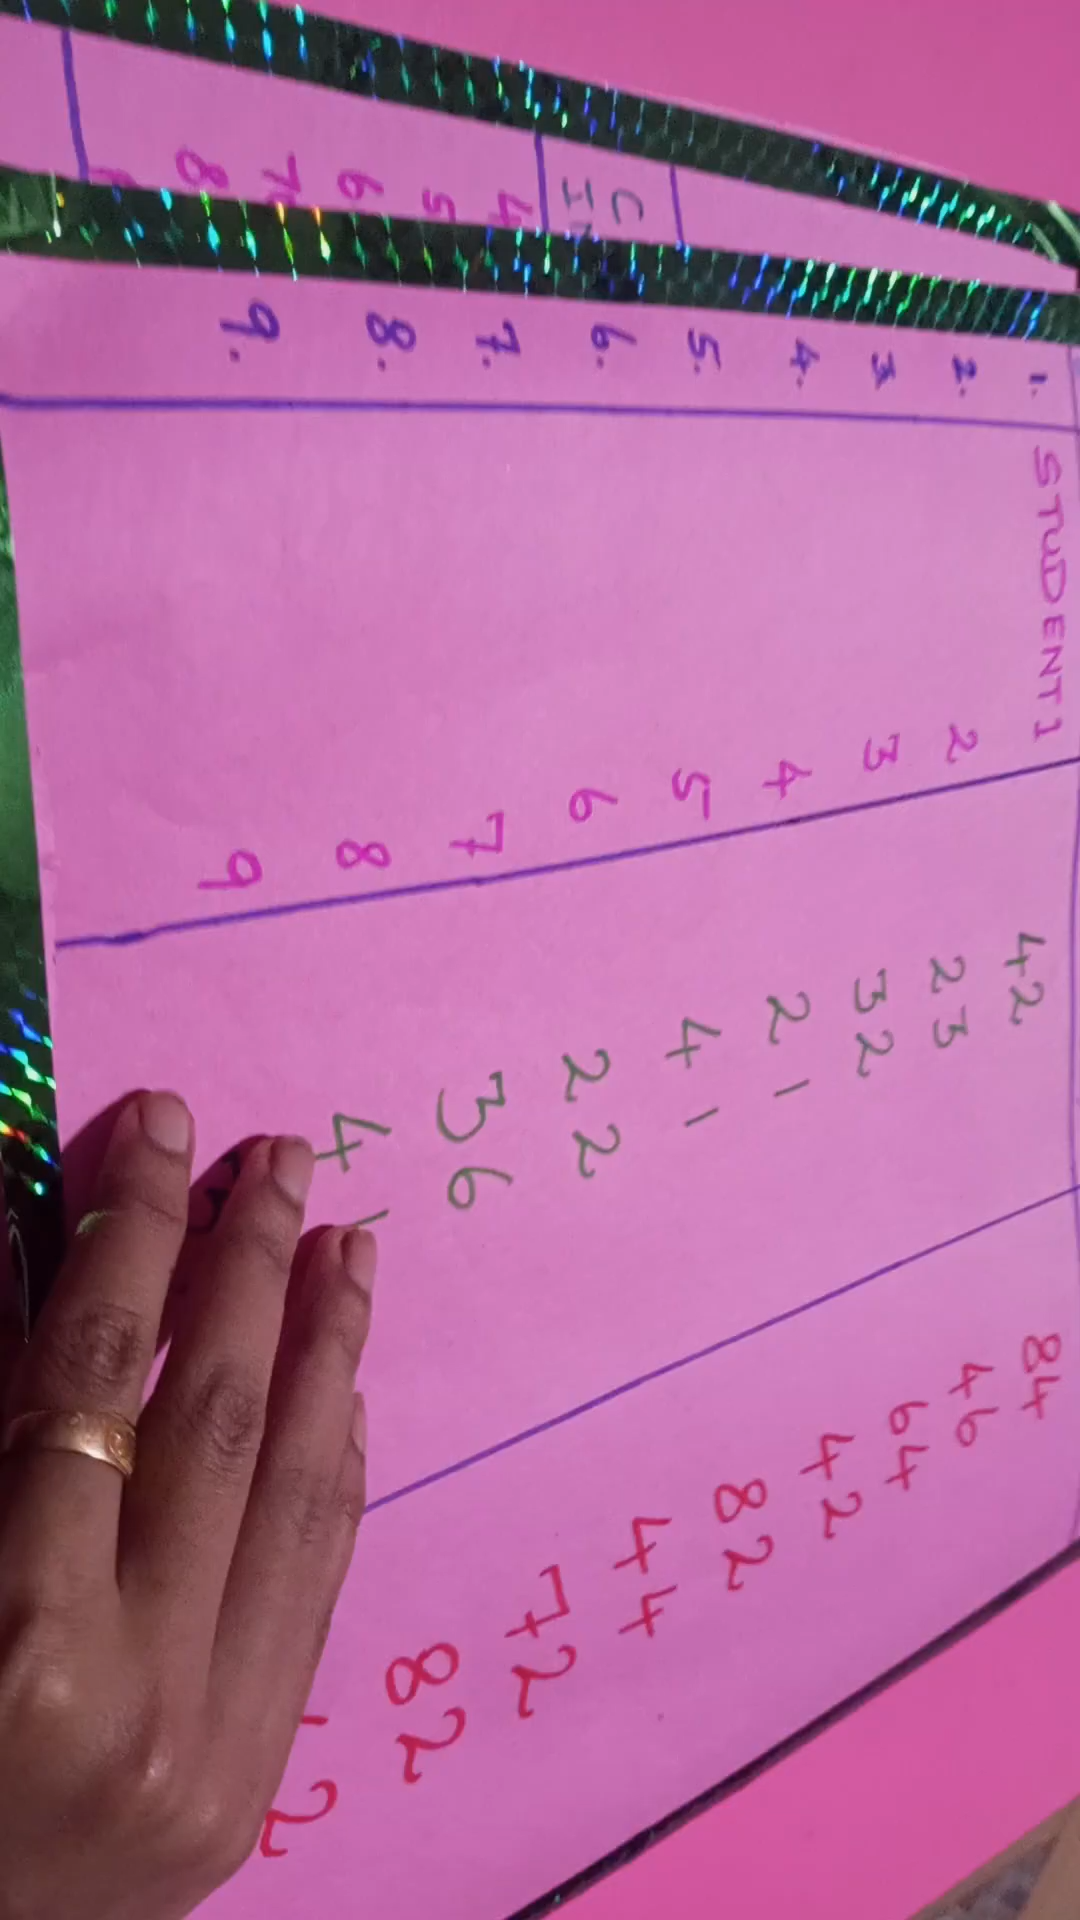 C
4
5
6
7
8
1. STUDENT 1 42 84
2. 2 23 46
3. 3 32 64
4. 4 21 42
5. 5 41 82
6. 6 22 44
7. 7 36 72
8. 8 41 82
9. 9 12